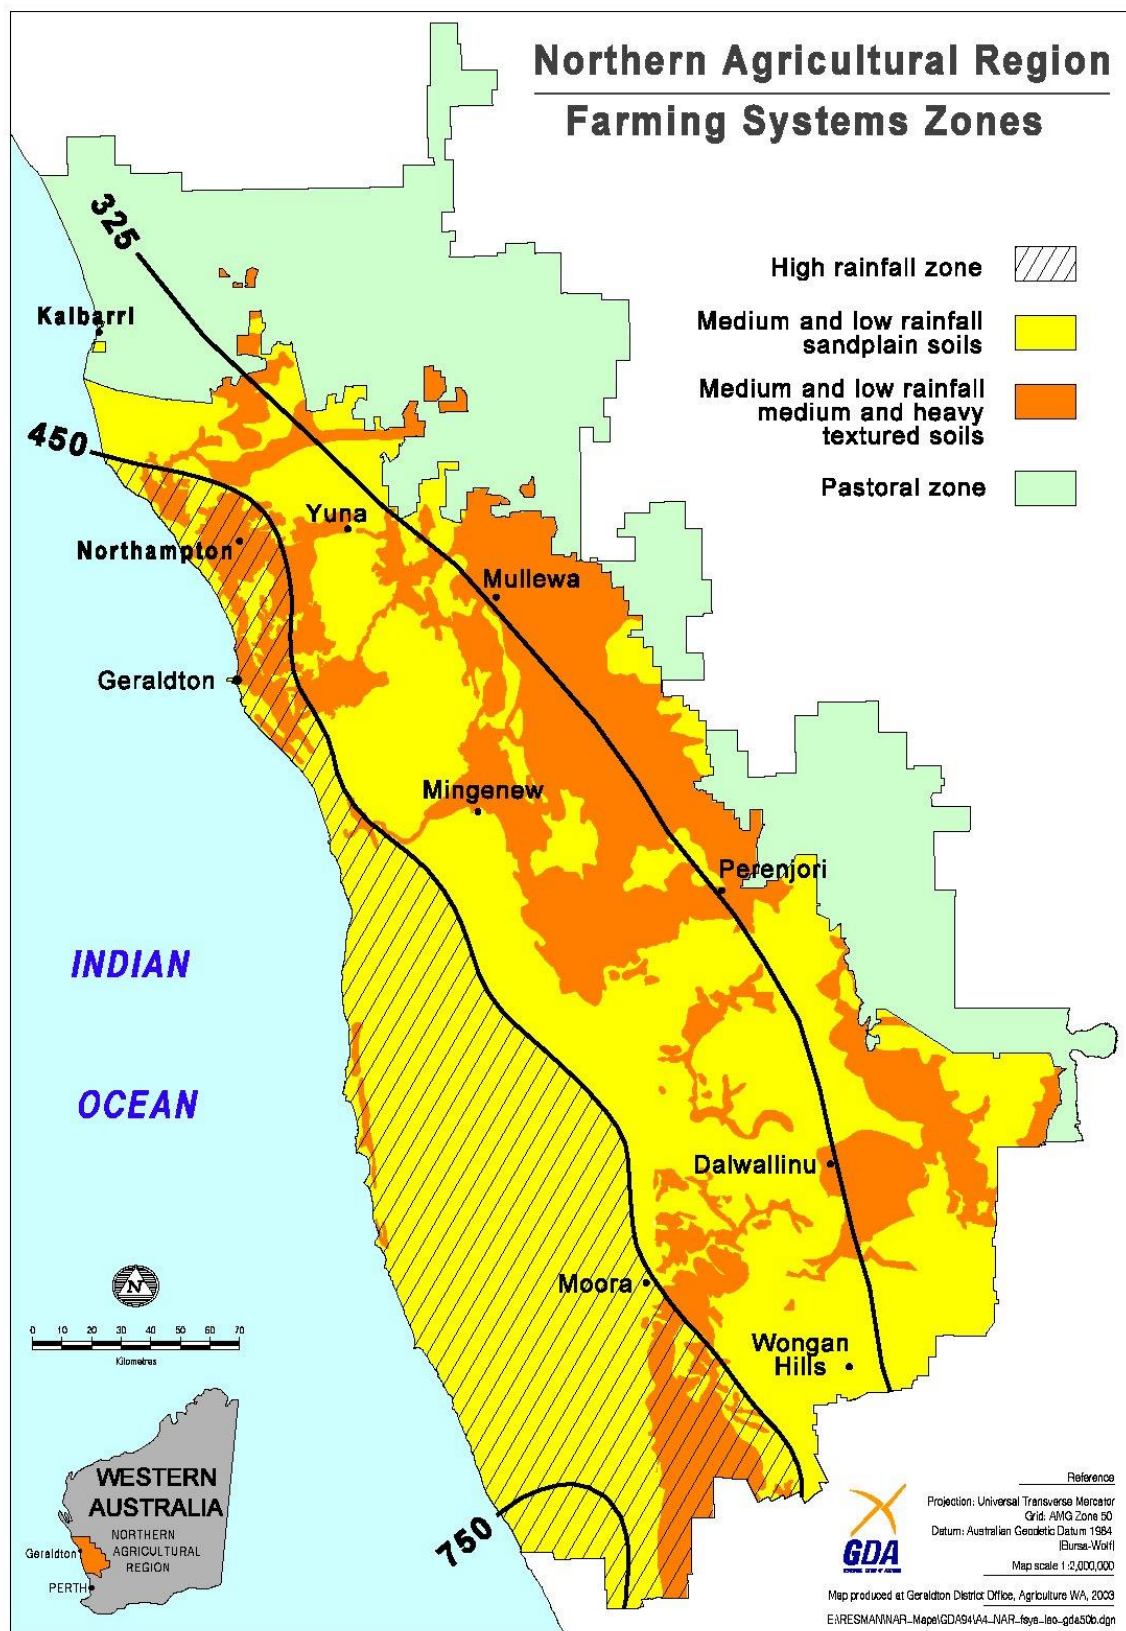 Northern Agricultural Region
Farming Systems Zones
High rainfall zone
Medium and low rainfall
sandplain soils
Medium and low rainfall
medium and heavy
textured soils
Pastoral zone
325
Kalbarri
450
Yuna
Northampton
Mullewa
Geraldton
Mingenew
Perenjori
INDIAN
OCEAN
Dalwallinu
Moora
Wongan
Hills
750
N
0 10 20 30 40 50 60 70
Kilometres
WESTERN
AUSTRALIA
NORTHERN
AGRICULTURAL
REGION
Geraldton
PERTH
GDA
Reference
Projection: Universal Transverse Mercator
Grid: AMG Zone 50
Datum: Australian Geodetic Datum 1984
(Bursa-Wolf)
Map scale 1:2,000,000
Map produced at Geraldton District Office, Agriculture WA, 2003